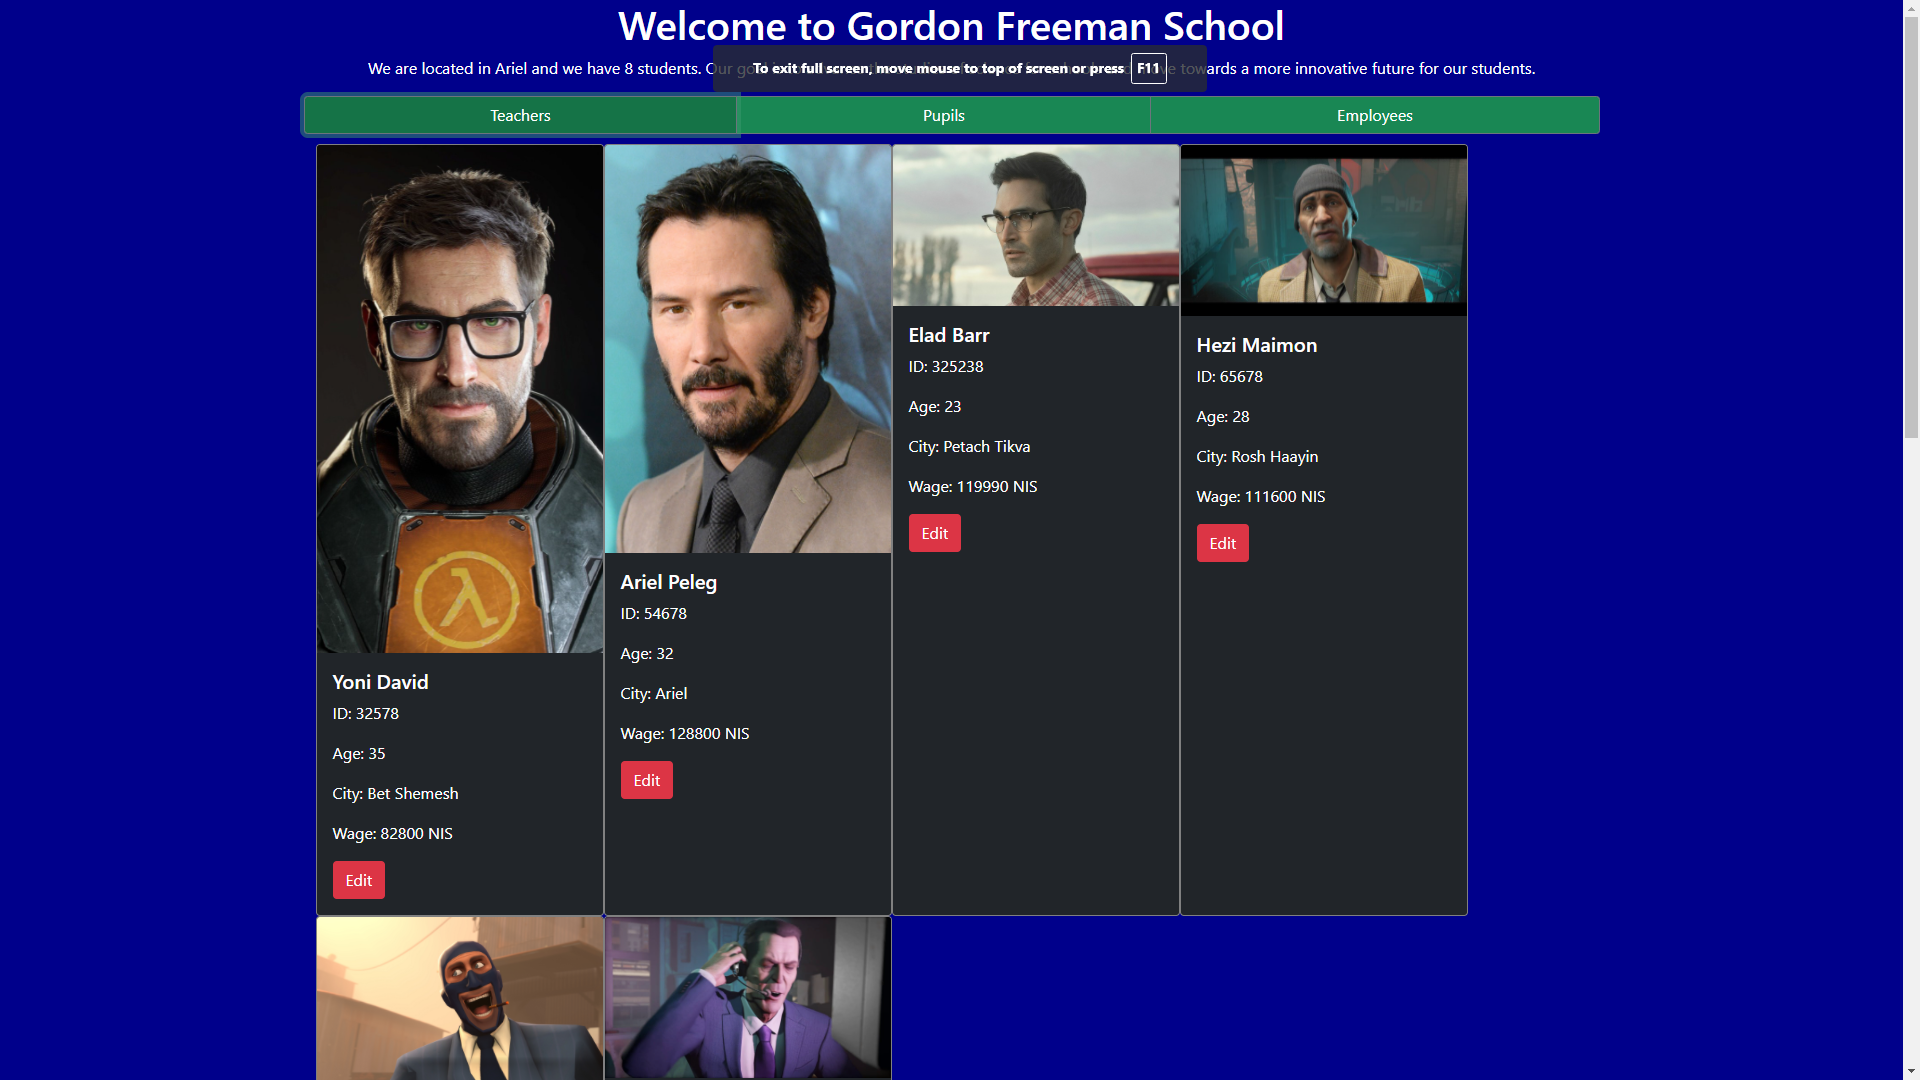 Welcome to Gordon Freeman School
We are located in Ariel and we have 8 students. towards a more innovative future for our students.
To exit full screen, move mouse to top of screen or press F11
Teachers
Pupils
Employees
Yoni David
ID: 32578
Age: 35
City: Bet Shemesh
Wage: 82800 NIS
Edit
Ariel Peleg
ID: 54678
Age: 32
City: Ariel
Wage: 128800 NIS
Edit
Elad Barr
ID: 325238
Age: 23
City: Petach Tikva
Wage: 119990 NIS
Edit
Hezi Maimon
ID: 65678
Age: 28
City: Rosh Haayin
Wage: 111600 NIS
Edit